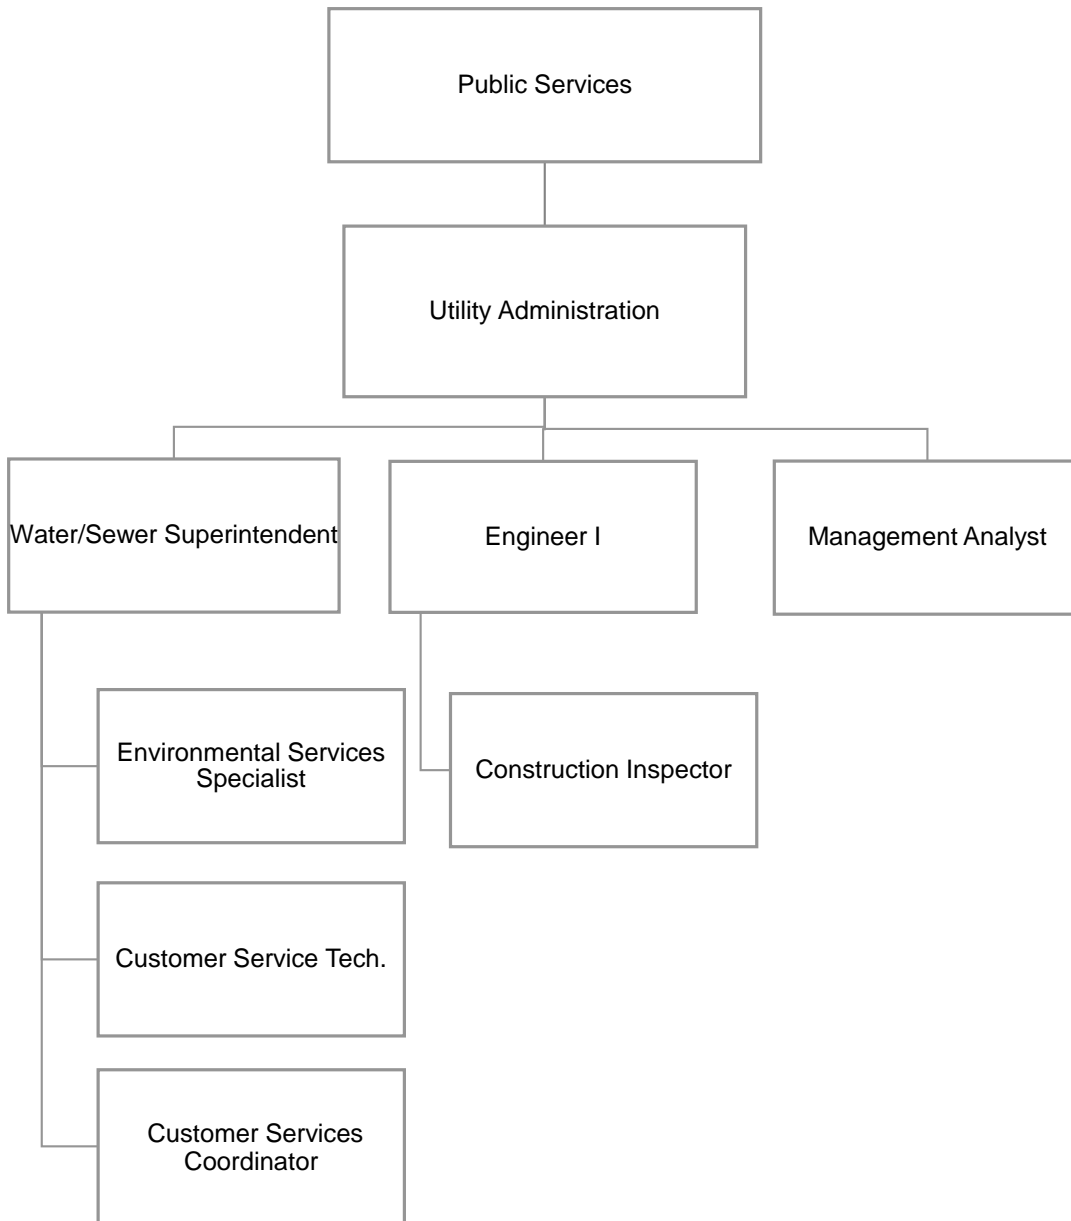 Public Services
Utility Administration
Water/Sewer Superintendent
Engineer I
Management Analyst
Environmental Services
Specialist
Construction Inspector
Customer Service Tech.
Customer Services
Coordinator